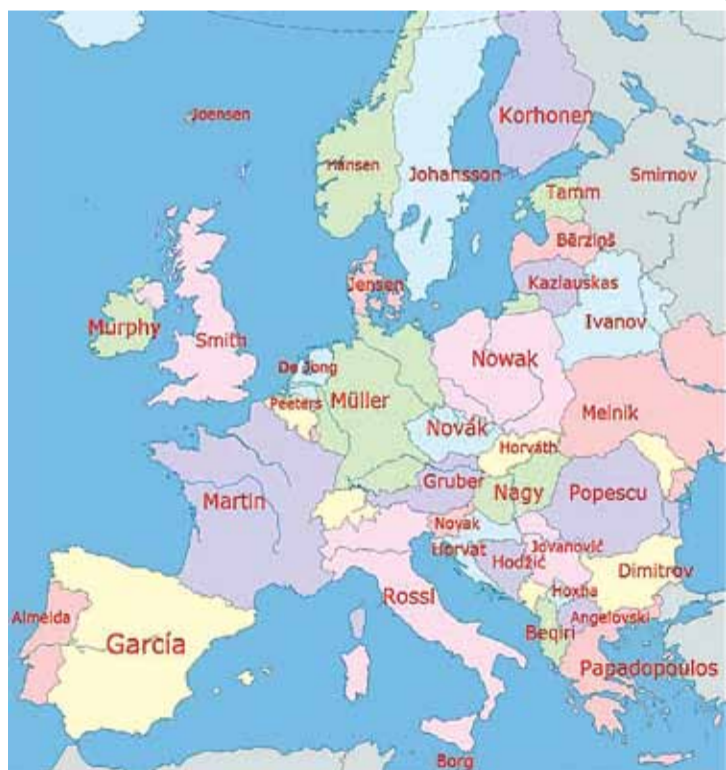 Joensen
Korhonen
Hansen
Johansson
Smirnov
Tamm
Bērziņš
Jensen
Kazlauskas
Murphy
Smith
Ivanov
De Jong
Nowak
Peeters
Müller
Melnik
Novák
Horváth
Gruber
Nagy
Popescu
Martin
Novak
Horvat
Jovanović
Hodžić
Dimitrov
Rossi
Hoxha
Almeida
García
Beqiri
Angelovski
Papadopoulos
Borg